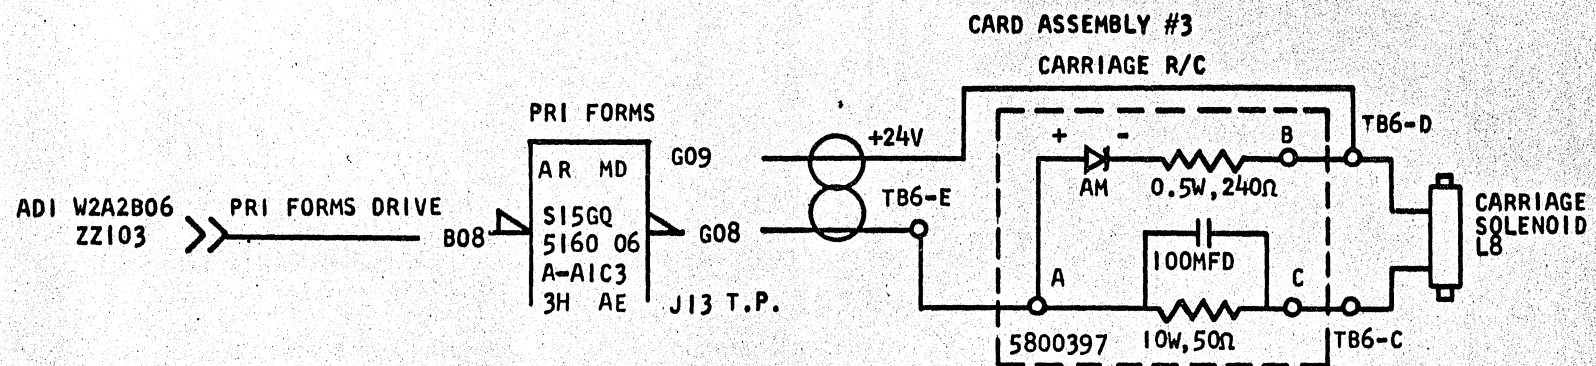 CARD ASSEMBLY #3
CARRIAGE R/C
PRI FORMS
+24V
+ -
B
TB6-D
G09
AR MD
AM
0.5W,240Ω
TB6-E
ADI W2A2B06
ZZ103
PRI FORMS DRIVE
B08
S15GQ
5160 06
A-A1C3
3H AE
G08
J13 T.P.
CARRIAGE
SOLENOID
L8
100MFD
A
C
5800397
10W,50Ω
TB6-C